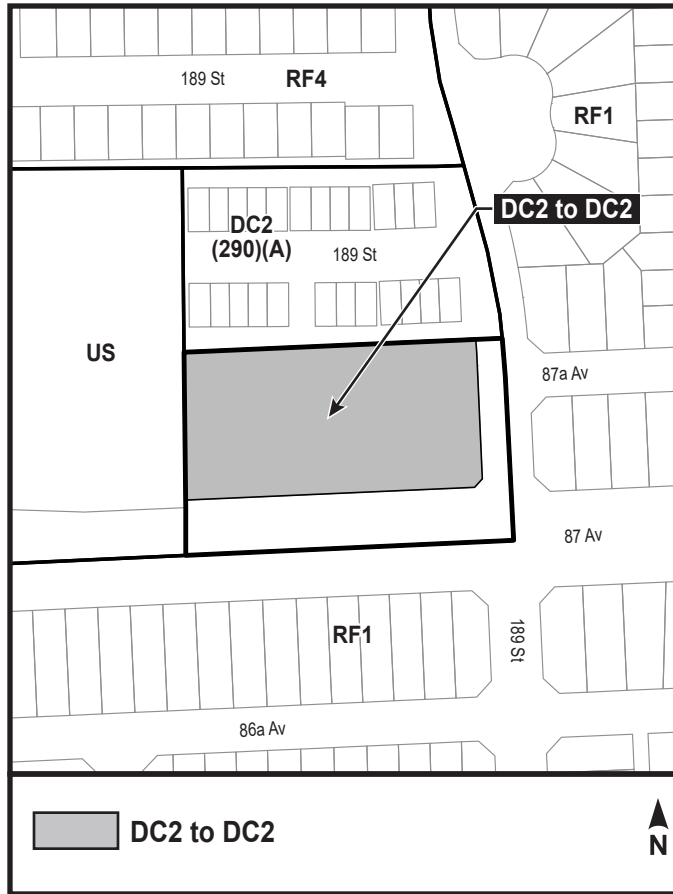 189 St
RF4
RF1
DC2 to DC2
DC2
(290)(A)
189 St
US
87a Av
87 Av
RF1
189 St
86a Av
DC2 to DC2
N